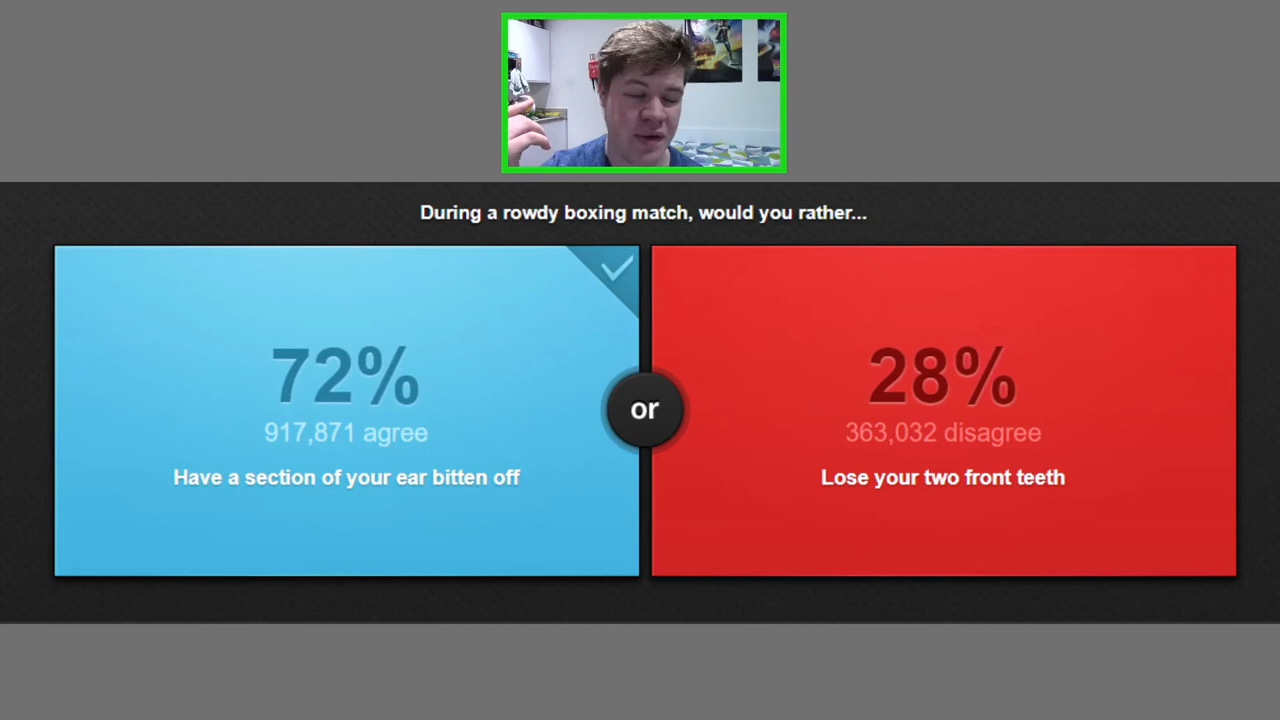 During a rowdy boxing match, would you rather...
72%
917,871 agree
Have a section of your ear bitten off
or
28%
363,032 disagree
Lose your two front teeth